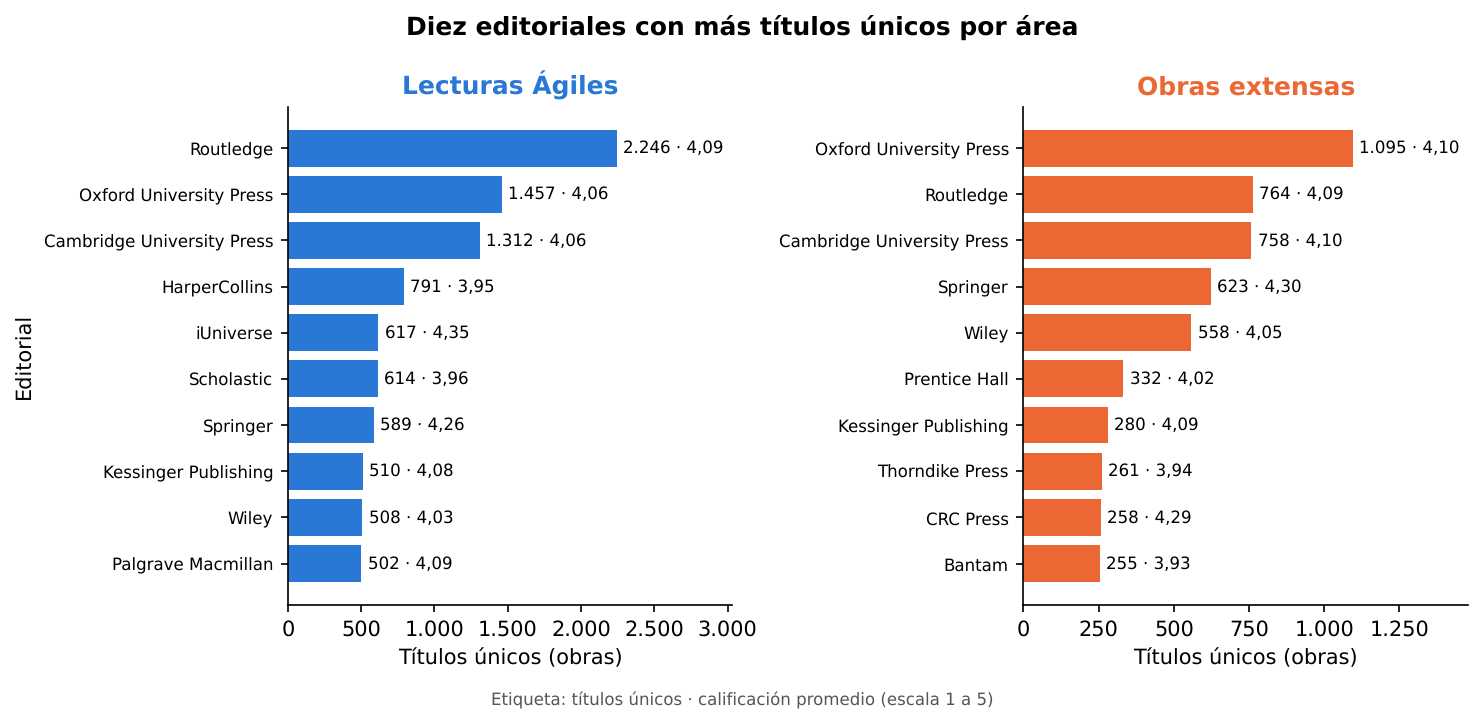 Diez editoriales con más títulos únicos por área
Lecturas Ágiles
Editorial
Routledge 2.246 · 4,09
Oxford University Press 1.457 · 4,06
Cambridge University Press 1.312 · 4,06
HarperCollins 791 · 3,95
iUniverse 617 · 4,35
Scholastic 614 · 3,96
Springer 589 · 4,26
Kessinger Publishing 510 · 4,08
Wiley 508 · 4,03
Palgrave Macmillan 502 · 4,09
0 500 1.000 1.500 2.000 2.500 3.000
Títulos únicos (obras)
Obras extensas
Oxford University Press 1.095 · 4,10
Routledge 764 · 4,09
Cambridge University Press 758 · 4,10
Springer 623 · 4,30
Wiley 558 · 4,05
Prentice Hall 332 · 4,02
Kessinger Publishing 280 · 4,09
Thorndike Press 261 · 3,94
CRC Press 258 · 4,29
Bantam 255 · 3,93
0 250 500 750 1.000 1.250
Títulos únicos (obras)
Etiqueta: títulos únicos · calificación promedio (escala 1 a 5)